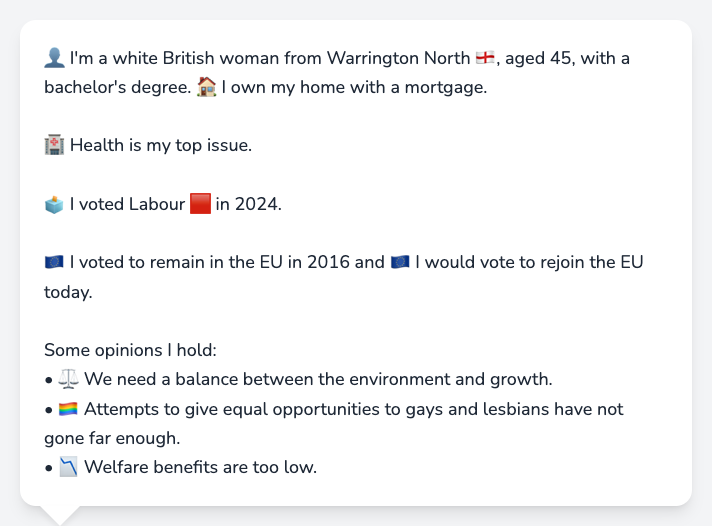 👤 I'm a white British woman from Warrington North 🏴󠁧󠁢󠁥󠁮󠁧󠁿, aged 45, with a
bachelor's degree. 🏠 I own my home with a mortgage.
🏥 Health is my top issue.
🗳️ I voted Labour 🟥 in 2024.
🇪🇺 I voted to remain in the EU in 2016 and 🇪🇺 I would vote to rejoin the EU
today.
Some opinions I hold:
• ⚖️ We need a balance between the environment and growth.
• 🏳️‍🌈 Attempts to give equal opportunities to gays and lesbians have not
gone far enough.
• 📉 Welfare benefits are too low.